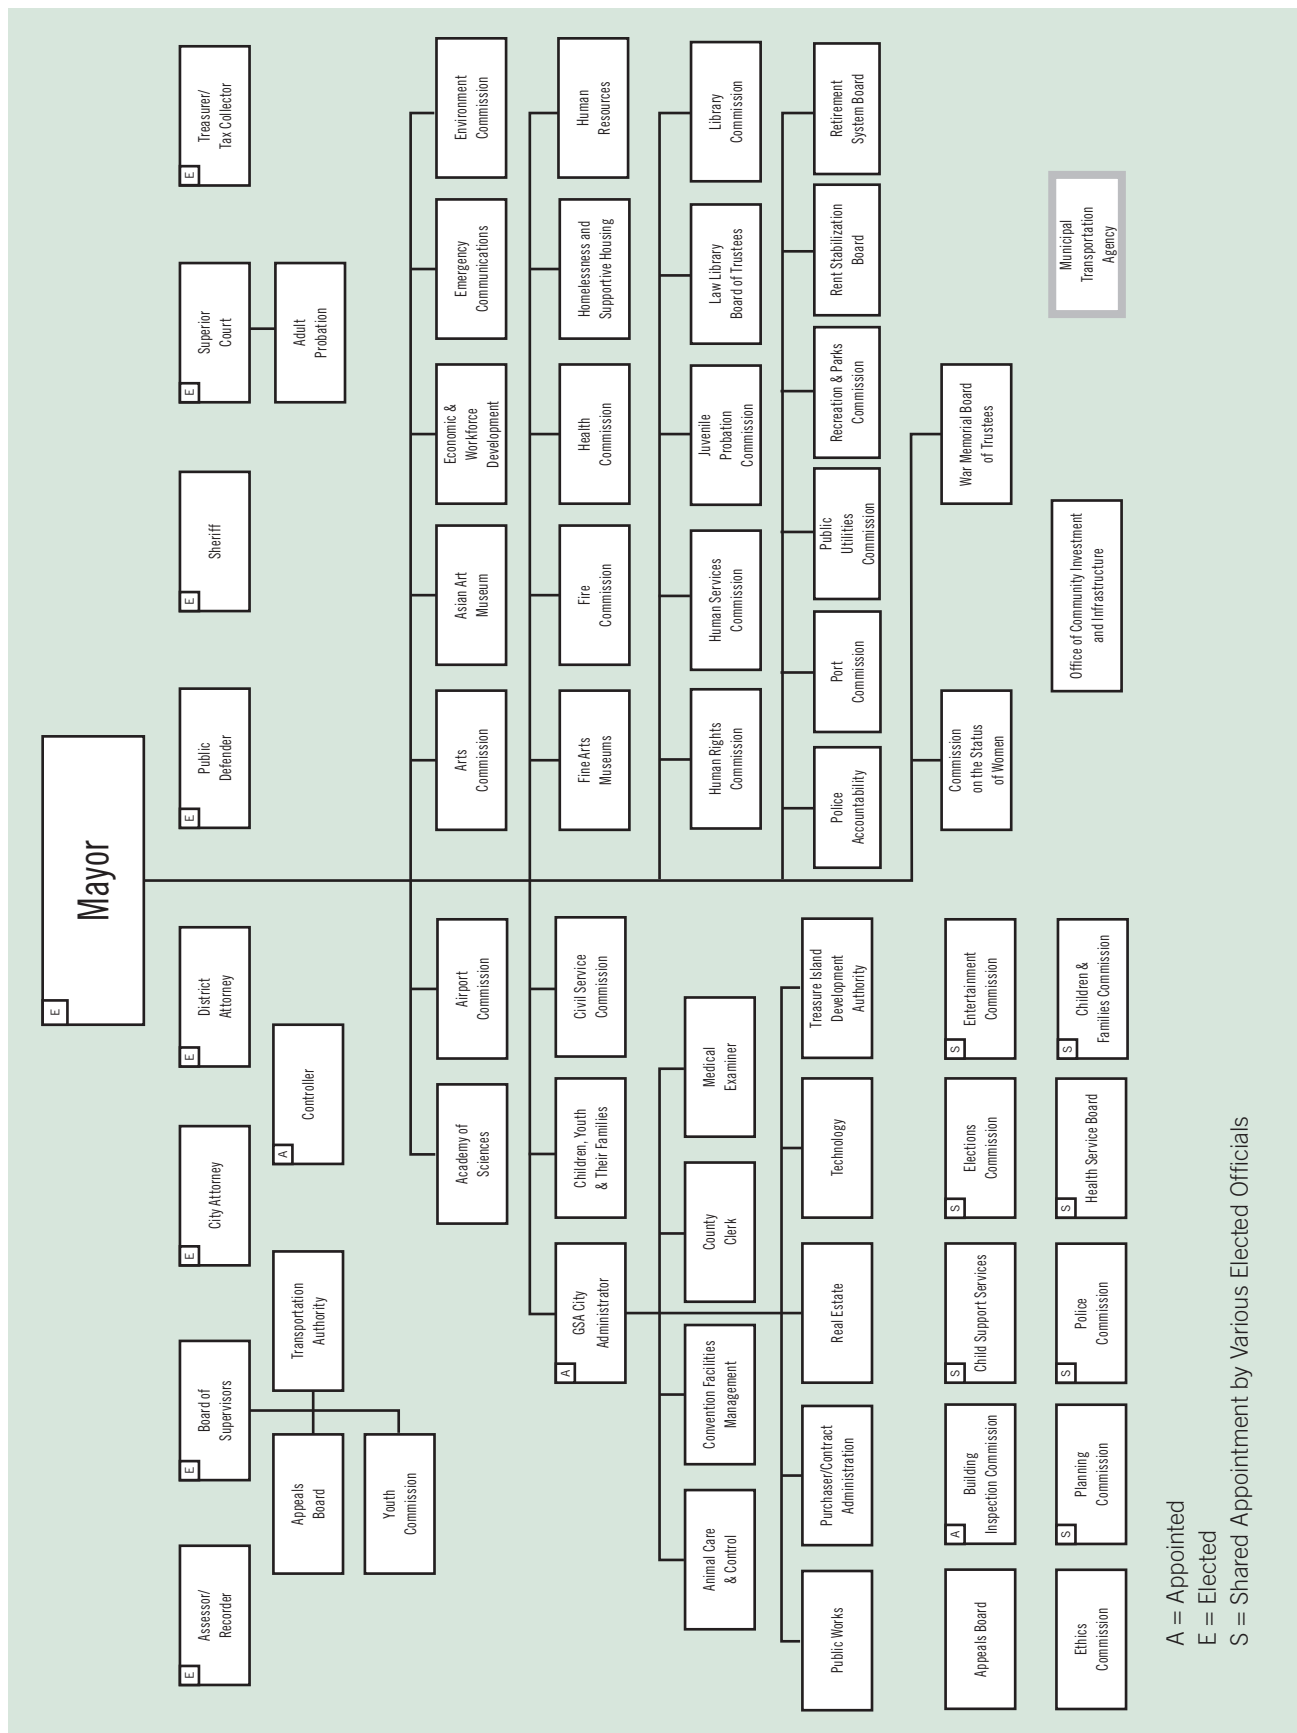 E
Mayor
E
Assessor/
Recorder
E
Board of
Supervisors
E
City Attorney
E
District
Attorney
E
Public
Defender
E
Sheriff
E
Superior
Court
E
Treasurer/
Tax Collector
Appeals
Board
Transportation
Authority
A
Controller
Adult
Probation
Youth
Commission
Academy of
Sciences
Airport
Commission
Arts
Commission
Asian Art
Museum
Economic &
Workforce
Development
Emergency
Communications
Environment
Commission
A
GSA City
Administrator
Children, Youth
& Their Families
Civil Service
Commission
Fine Arts
Museums
Fire
Commission
Health
Commission
Homelessness and
Supportive Housing
Human
Resources
Animal Care
& Control
Convention Facilities
Management
County
Clerk
Medical
Examiner
Human Rights
Commission
Human Services
Commission
Juvenile
Probation
Commission
Law Library
Board of Trustees
Library
Commission
Public Works
Purchaser/Contract
Administration
Real Estate
Technology
Treasure Island
Development
Authority
Police
Accountability
Port
Commission
Public
Utilities
Commission
Recreation & Parks
Commission
Rent Stabilization
Board
Retirement
System Board
Appeals Board
A
Building
Inspection Commission
S
Child Support Services
S
Elections
Commission
S
Entertainment
Commission
Commission
on the Status
of Women
War Memorial Board
of Trustees
Ethics
Commission
S
Planning
Commission
S
Police
Commission
S
Health Service Board
S
Children &
Families Commission
Office of Community Investment
and Infrastructure
Municipal
Transportation
Agency
A = Appointed
E = Elected
S = Shared Appointment by Various Elected Officials